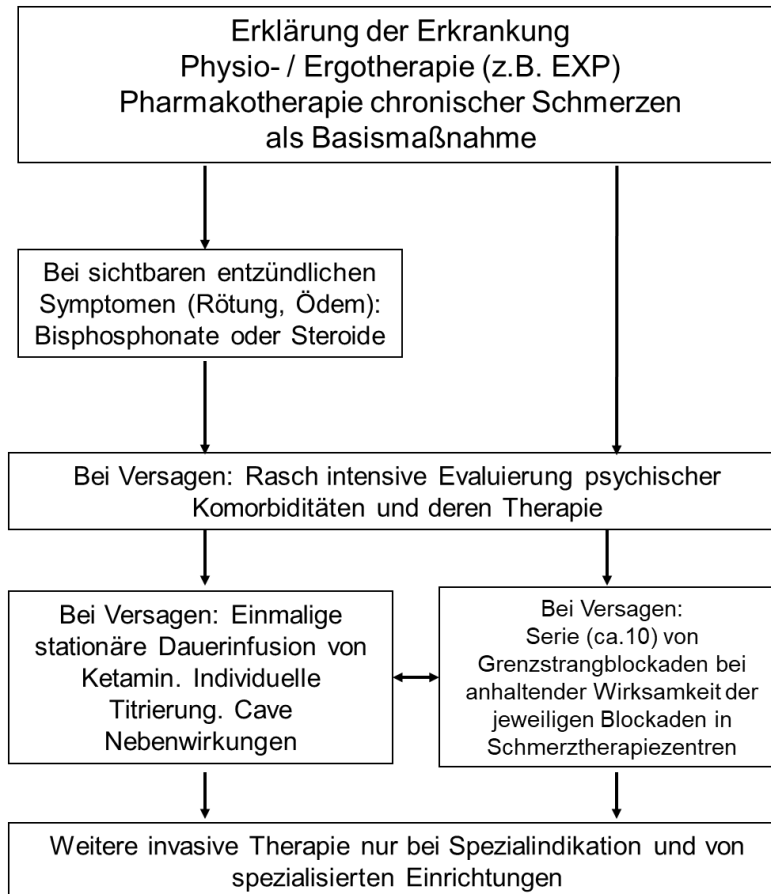 Erklärung der Erkrankung
Physio- / Ergotherapie (z.B. EXP)
Pharmakotherapie chronischer Schmerzen
als Basismaßnahme
Bei sichtbaren entzündlichen
Symptomen (Rötung, Ödem):
Bisphosphonate oder Steroide
Bei Versagen: Rasch intensive Evaluierung psychischer
Komorbiditäten und deren Therapie
Bei Versagen: Einmalige
stationäre Dauerinfusion von
Ketamin. Individuelle
Titrierung. Cave
Nebenwirkungen
Bei Versagen:
Serie (ca.10) von
Grenzstrangblockaden bei
anhaltender Wirksamkeit der
jeweiligen Blockaden in
Schmerztherapiezentren
Weitere invasive Therapie nur bei Spezialindikation und von
spezialisierten Einrichtungen